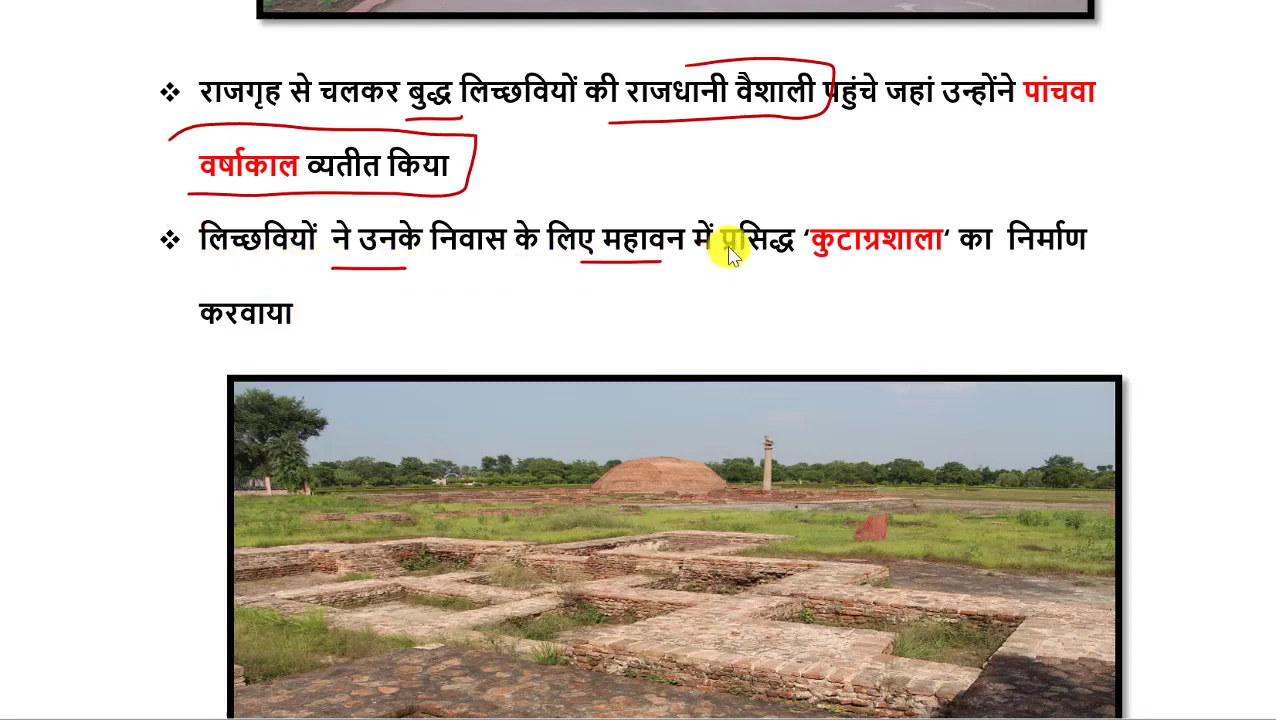 ❖ राजगृह से चलकर बुद्ध लिच्छवियों की राजधानी वैशाली पहुंचे जहां उन्होंने पांचवा
वर्षाकाल व्यतीत किया
❖ लिच्छवियों ने उनके निवास के लिए महावन में प्रसिद्ध ‘कुटाग्रशाला‘ का निर्माण
करवाया